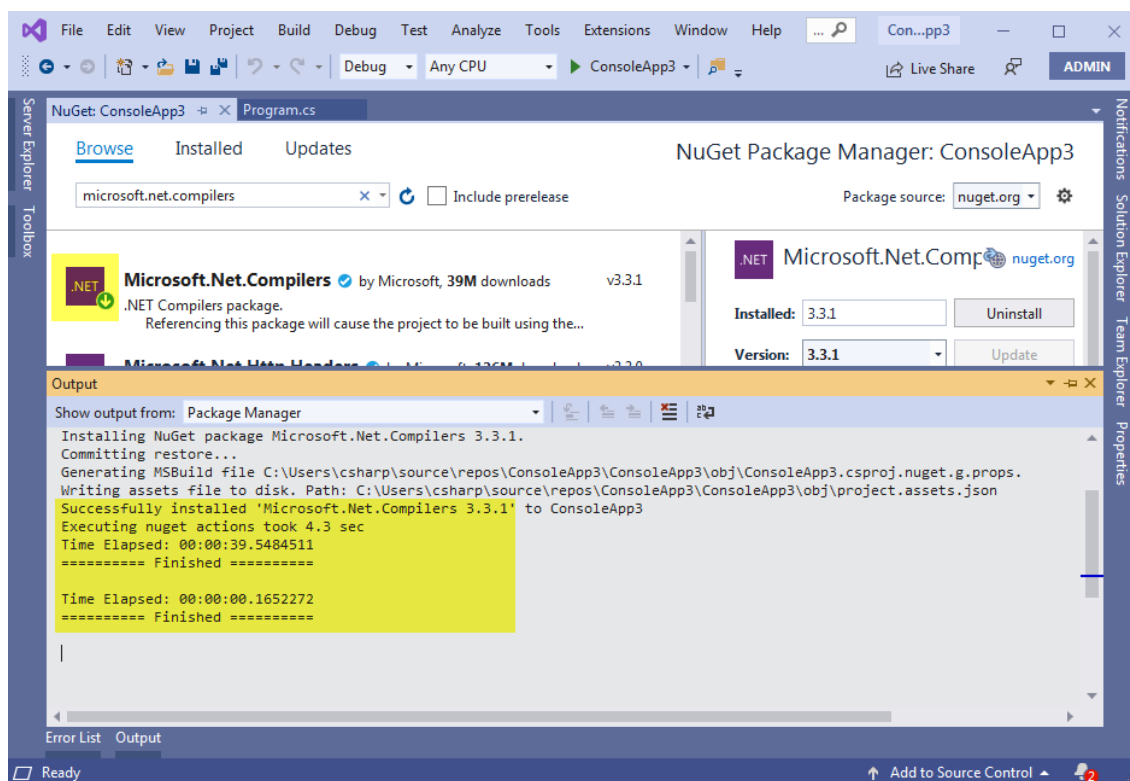 File Edit View Project Build Debug Test Analyze Tools Extensions Window Help ... Con...pp3
Debug Any CPU ConsoleApp3 Live Share ADMIN
Server Explorer
Toolbox
NuGet: ConsoleApp3 Program.cs
Browse Installed Updates
NuGet Package Manager: ConsoleApp3
microsoft.net.compilers Include prerelease
Package source: nuget.org
.NET
Microsoft.Net.Compilers by Microsoft, 39M downloads v3.3.1
.NET Compilers package.
Referencing this package will cause the project to be built using the...
Microsoft.Net.Http.Headers
.NET Microsoft.Net.Comp nuget.org
Installed: 3.3.1 Uninstall
Version: 3.3.1 Update
Output
Show output from: Package Manager
Installing NuGet package Microsoft.Net.Compilers 3.3.1.
Committing restore...
Generating MSBuild file C:\Users\csharp\source\repos\ConsoleApp3\ConsoleApp3\obj\ConsoleApp3.csproj.nuget.g.props.
Writing assets file to disk. Path: C:\Users\csharp\source\repos\ConsoleApp3\ConsoleApp3\obj\project.assets.json
Successfully installed 'Microsoft.Net.Compilers 3.3.1' to ConsoleApp3
Executing nuget actions took 4.3 sec
Time Elapsed: 00:00:39.5484511
========== Finished ==========
Time Elapsed: 00:00:00.1652272
========== Finished ==========
Error List Output
Ready Add to Source Control 2
Notifications
Solution Explorer
Team Explorer
Properties